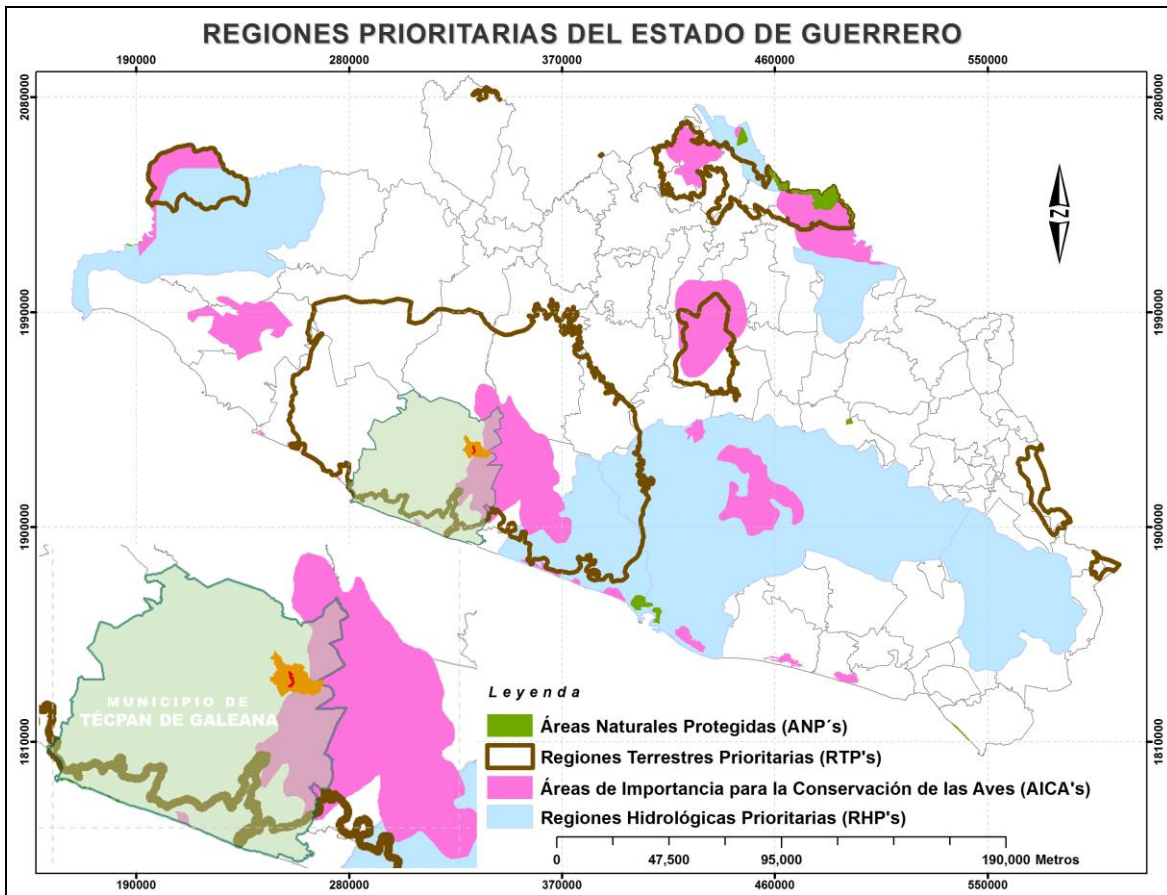 REGIONES PRIORITARIAS DEL ESTADO DE GUERRERO
190000 280000 370000 460000 550000
2080000 2080000
1990000 1990000
1900000 1900000
1810000 1810000
N
MUNICIPIO DE
TÉCPAN DE GALEANA
Leyenda
Áreas Naturales Protegidas (ANP´s)
Regiones Terrestres Prioritarias (RTP's)
Áreas de Importancia para la Conservación de las Aves (AICA's)
Regiones Hidrológicas Prioritarias (RHP's)
0 47,500 95,000 190,000 Metros
190000 280000 370000 460000 550000